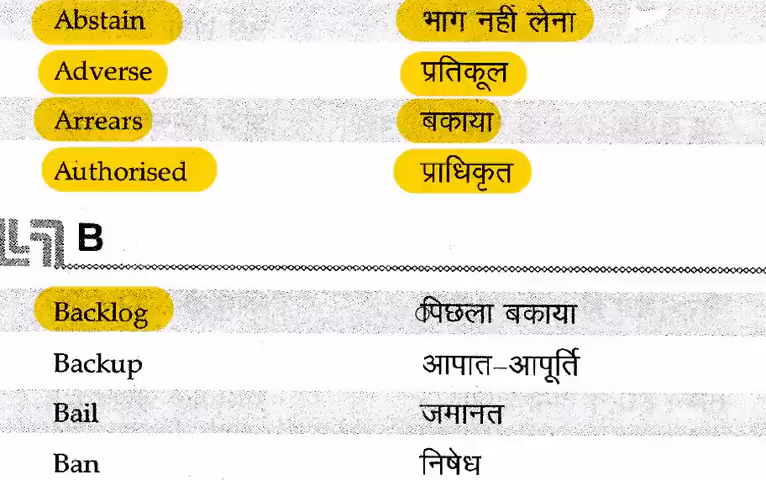 Abstain भाग नहीं लेना
Adverse प्रतिकूल
Arrears बकाया
Authorised प्राधिकृत
B
Backlog पिछला बकाया
Backup आपात-आपूर्ति
Bail जमानत
Ban निषेध